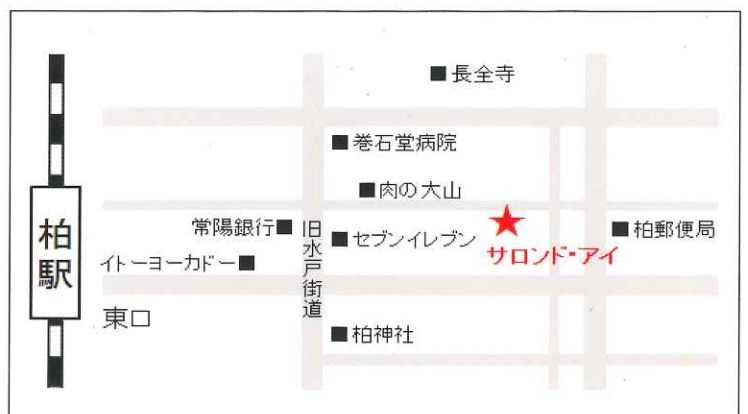 長全寺
巻石堂病院
肉の大山
常陽銀行
旧水戸街道
セブンイレブン
サロンド・アイ
柏郵便局
イトーヨーカドー
柏駅
東口
柏神社